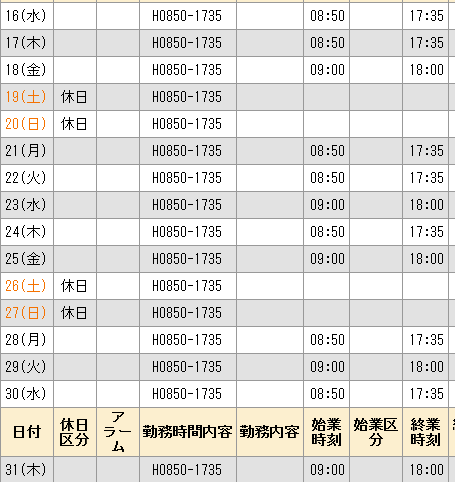 16(水) H0850-1735 08:50 17:35
17(木) H0850-1735 08:50 17:35
18(金) H0850-1735 09:00 18:00
19(土) 休日 H0850-1735
20(日) 休日 H0850-1735
21(月) H0850-1735 08:50 17:35
22(火) H0850-1735 08:50 17:35
23(水) H0850-1735 09:00 18:00
24(木) H0850-1735 08:50 17:35
25(金) H0850-1735 09:00 18:00
26(土) 休日 H0850-1735
27(日) 休日 H0850-1735
28(月) H0850-1735 08:50 17:35
29(火) H0850-1735 09:00 18:00
30(水) H0850-1735 08:50 17:35
日付 休日区分 アラーム 勤務時間内容 勤務内容 始業時刻 始業区分 終業時刻
31(木) H0850-1735 09:00 18:00